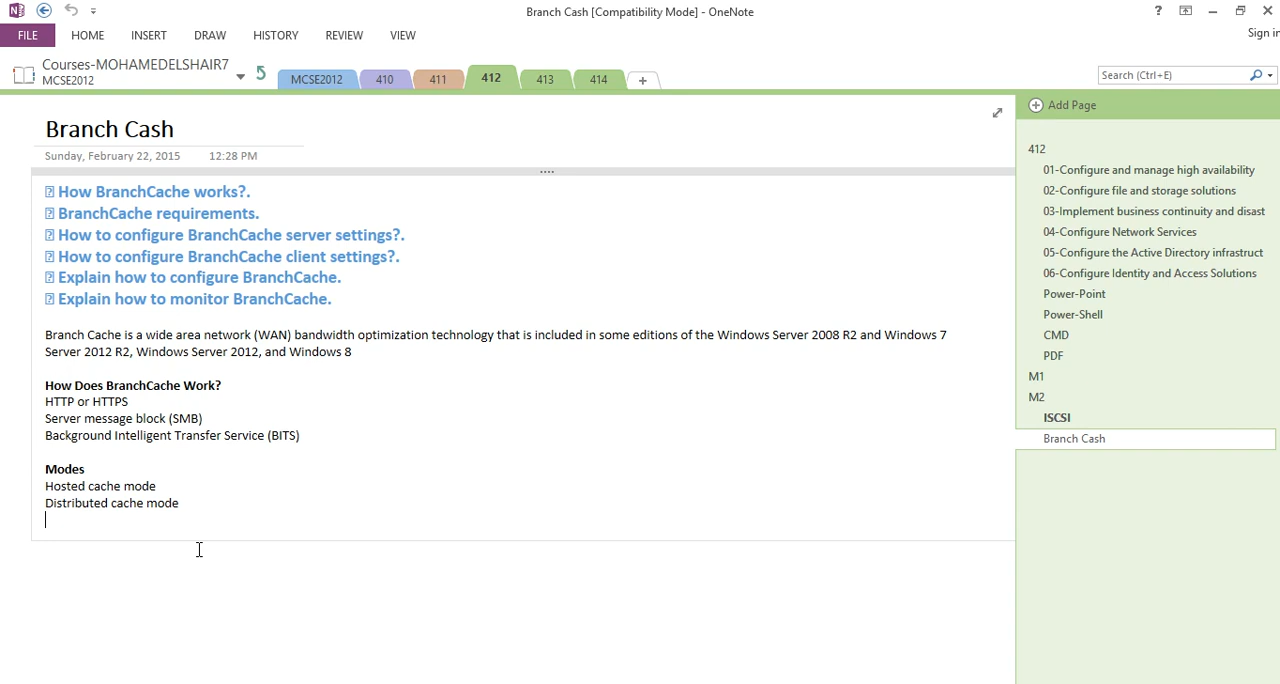 Branch Cash [Compatibility Mode] - OneNote
?
FILE HOME INSERT DRAW HISTORY REVIEW VIEW
Sign in
Courses-MOHAMEDELSHAIR7
MCSE2012
MCSE2012 410 411 412 413 414 +
Search (Ctrl+E)
Add Page
Branch Cash
Sunday, February 22, 2015 12:28 PM
How BranchCache works?.
BranchCache requirements.
How to configure BranchCache server settings?.
How to configure BranchCache client settings?.
Explain how to configure BranchCache.
Explain how to monitor BranchCache.
Branch Cache is a wide area network (WAN) bandwidth optimization technology that is included in some editions of the Windows Server 2008 R2 and Windows 7
Server 2012 R2, Windows Server 2012, and Windows 8
How Does BranchCache Work?
HTTP or HTTPS
Server message block (SMB)
Background Intelligent Transfer Service (BITS)
Modes
Hosted cache mode
Distributed cache mode
412
01-Configure and manage high availability
02-Configure file and storage solutions
03-Implement business continuity and disast
04-Configure Network Services
05-Configure the Active Directory infrastruct
06-Configure Identity and Access Solutions
Power-Point
Power-Shell
CMD
PDF
M1
M2
ISCSI
Branch Cash